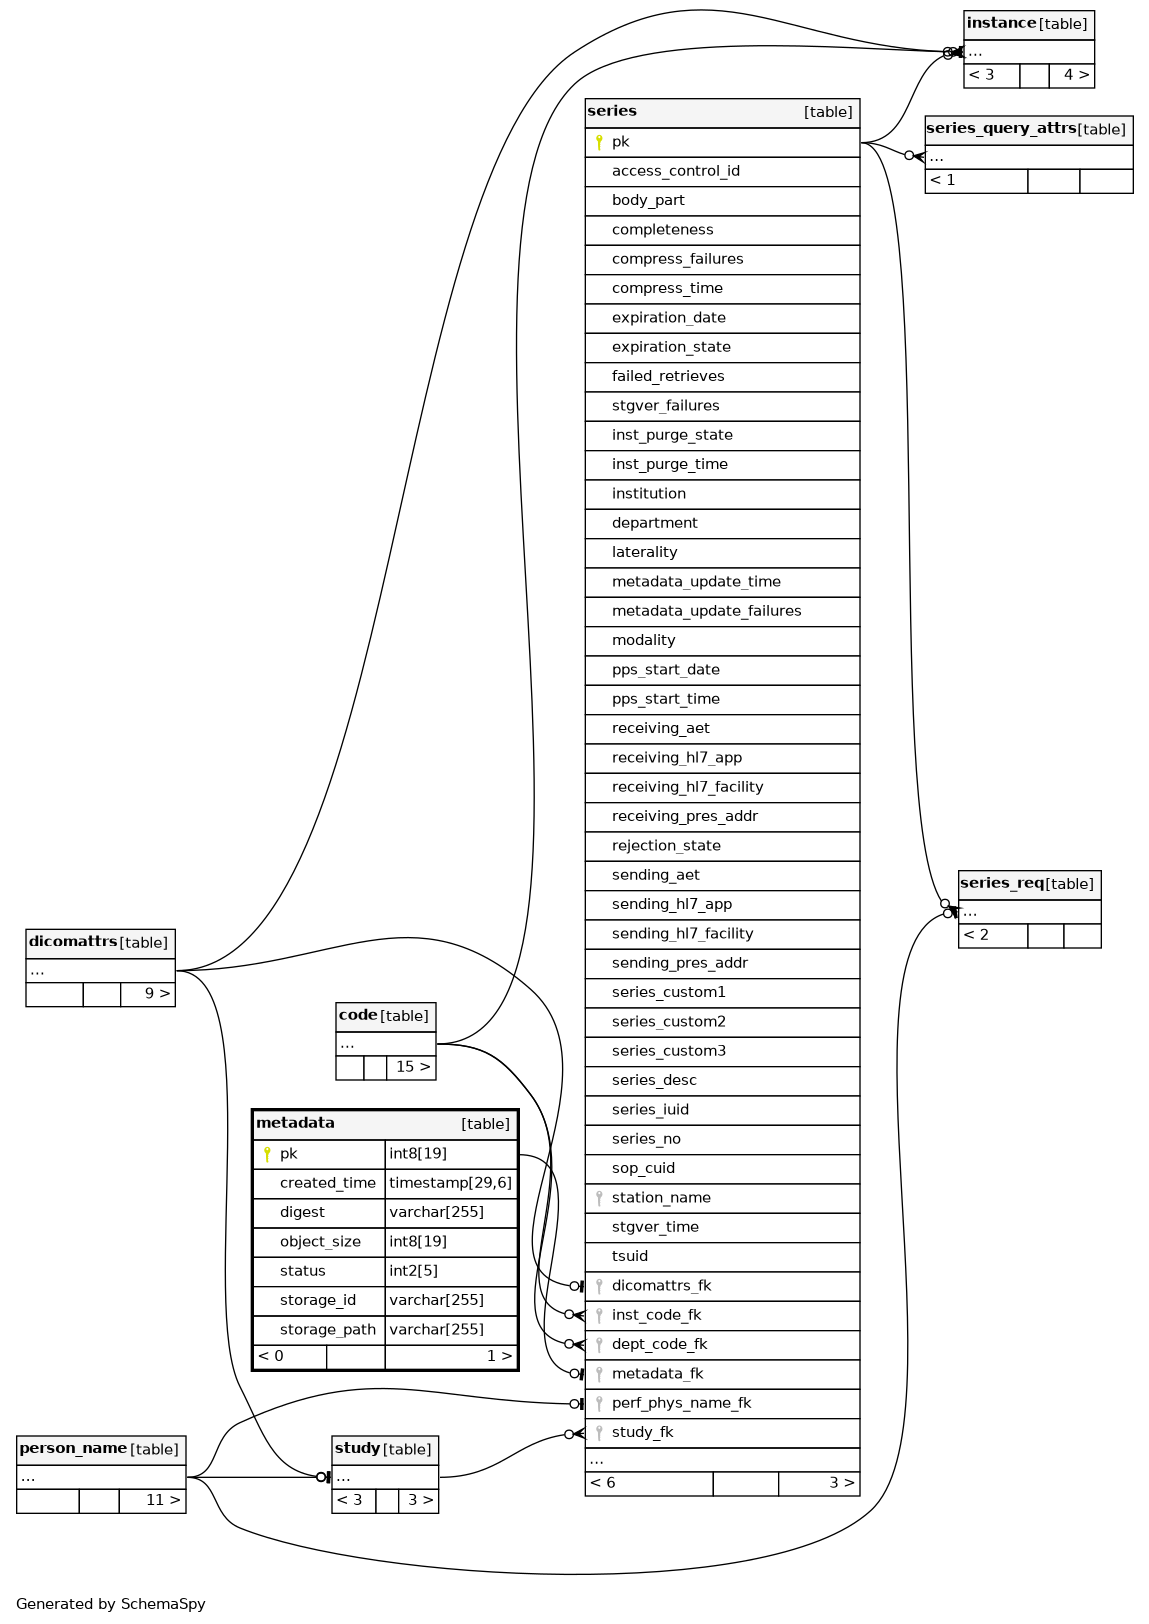 instance [table]
...
< 3 4 >
series [table]
pk
access_control_id
body_part
completeness
compress_failures
compress_time
expiration_date
expiration_state
failed_retrieves
stgver_failures
inst_purge_state
inst_purge_time
institution
department
laterality
metadata_update_time
metadata_update_failures
modality
pps_start_date
pps_start_time
receiving_aet
receiving_hl7_app
receiving_hl7_facility
receiving_pres_addr
rejection_state
sending_aet
sending_hl7_app
sending_hl7_facility
sending_pres_addr
series_custom1
series_custom2
series_custom3
series_desc
series_iuid
series_no
sop_cuid
station_name
stgver_time
tsuid
dicomattrs_fk
inst_code_fk
dept_code_fk
metadata_fk
perf_phys_name_fk
study_fk
...
< 6 3 >
series_query_attrs [table]
...
< 1
series_req [table]
...
< 2
dicomattrs [table]
...
9 >
code [table]
...
15 >
metadata [table]
pk int8[19]
created_time timestamp[29,6]
digest varchar[255]
object_size int8[19]
status int2[5]
storage_id varchar[255]
storage_path varchar[255]
< 0 1 >
person_name [table]
...
11 >
study [table]
...
< 3 3 >
Generated by SchemaSpy